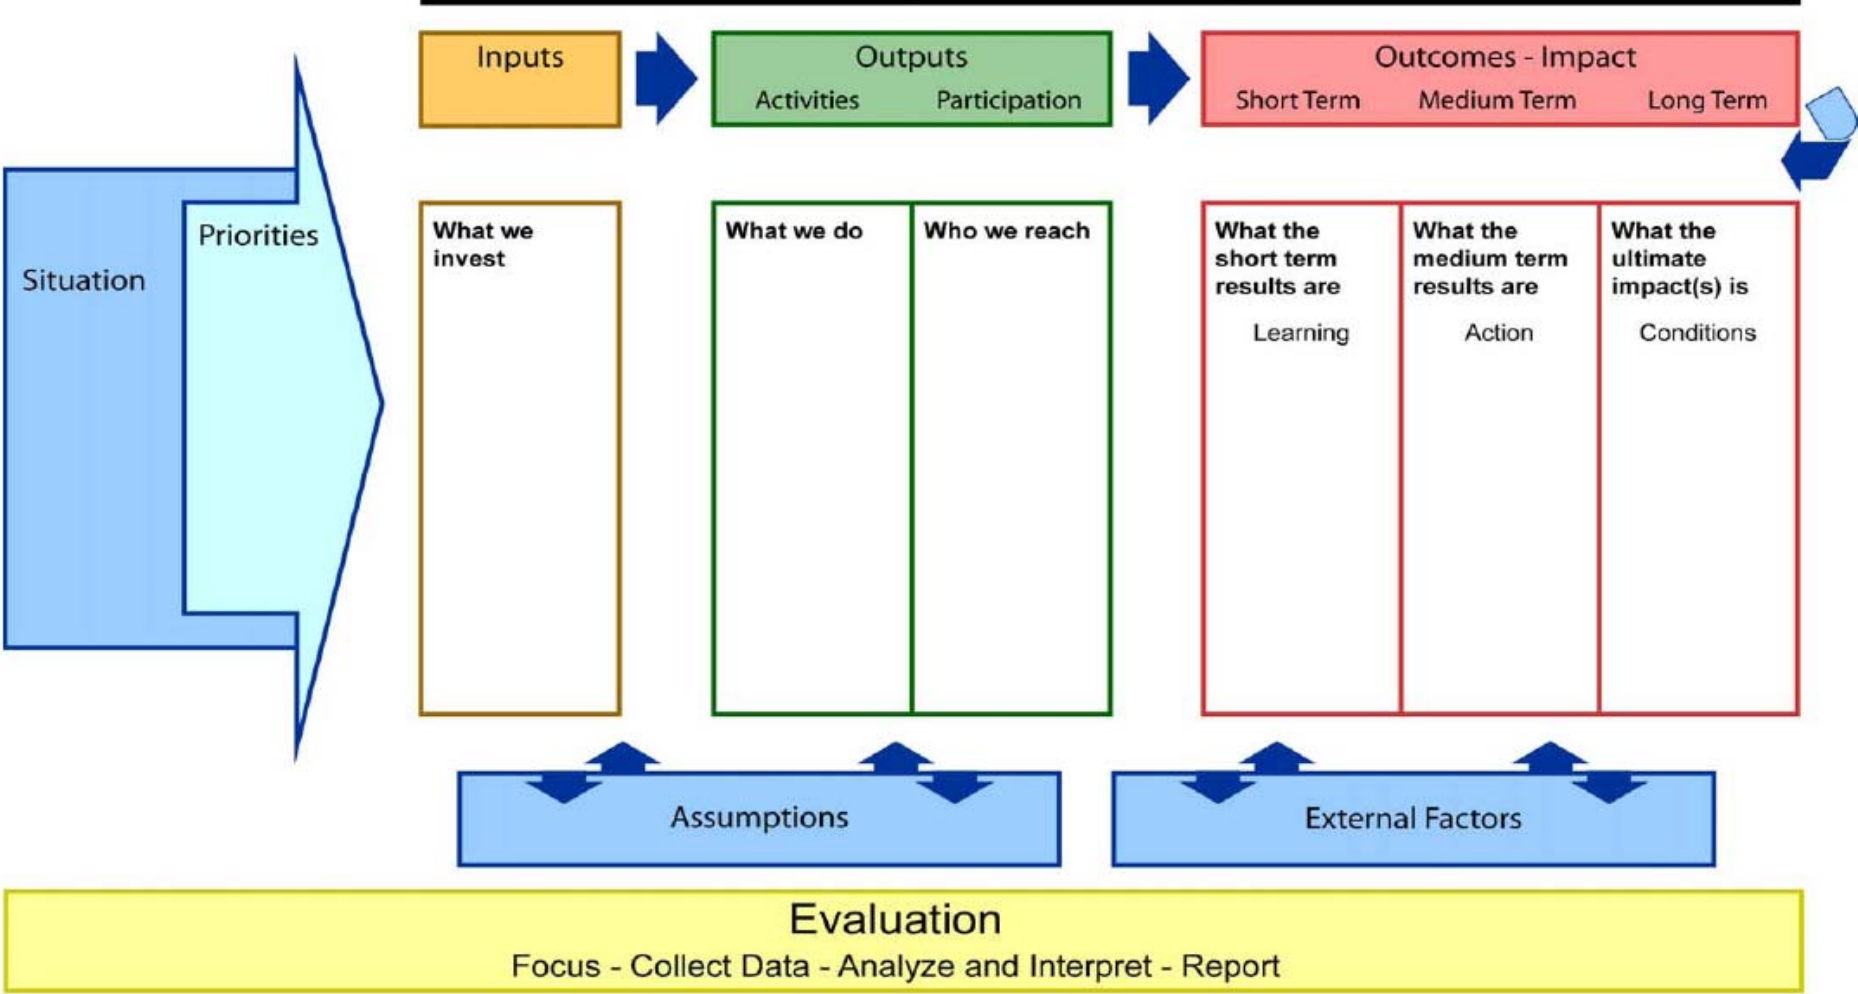 Inputs
Outputs
Activities Participation
Outcomes - Impact
Short Term Medium Term Long Term
Situation
Priorities
What we
invest
What we do
Who we reach
What the
short term
results are
Learning
What the
medium term
results are
Action
What the
ultimate
impact(s) is
Conditions
Assumptions
External Factors
Evaluation
Focus - Collect Data - Analyze and Interpret - Report